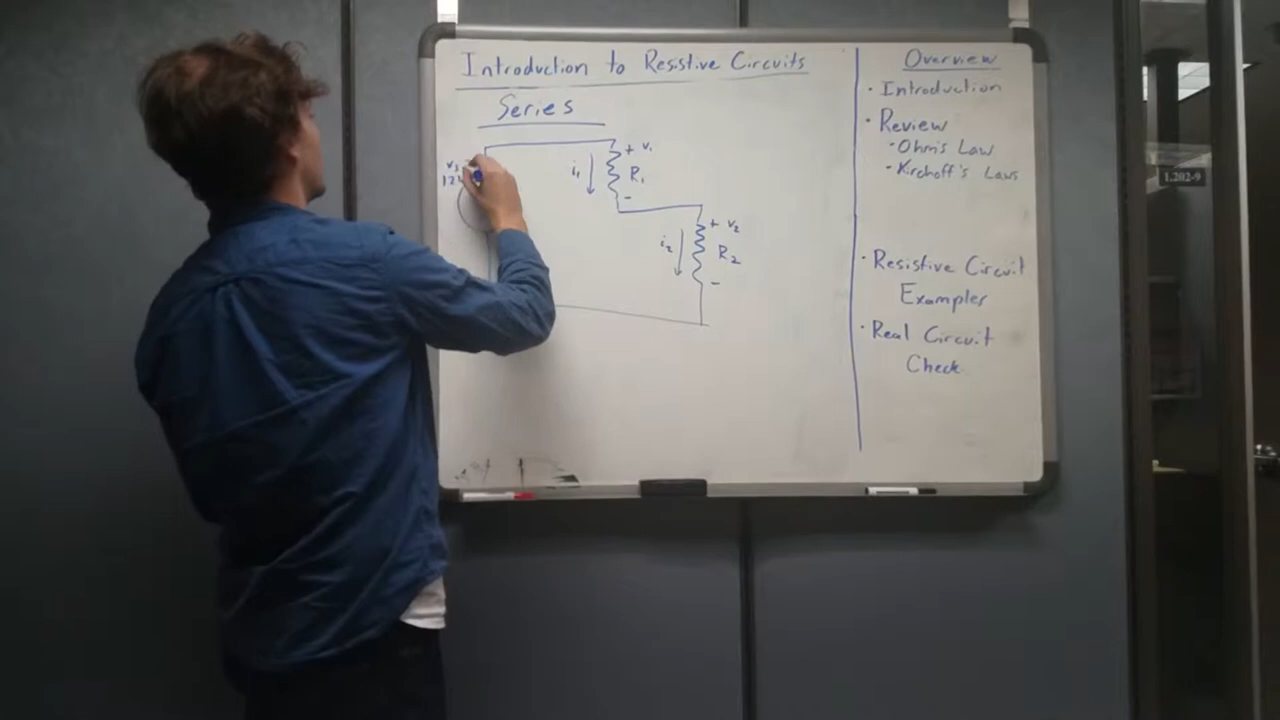 Introduction to Resistive Circuits
Series
+ v₁
i₁
R₁
-
+ v₂
i₂
R₂
-
Overview
· Introduction
· Review
· Ohm's Law
· Kirchoff's Laws
· Resistive Circuit
Examples
· Real Circuit
Check
1.202-9